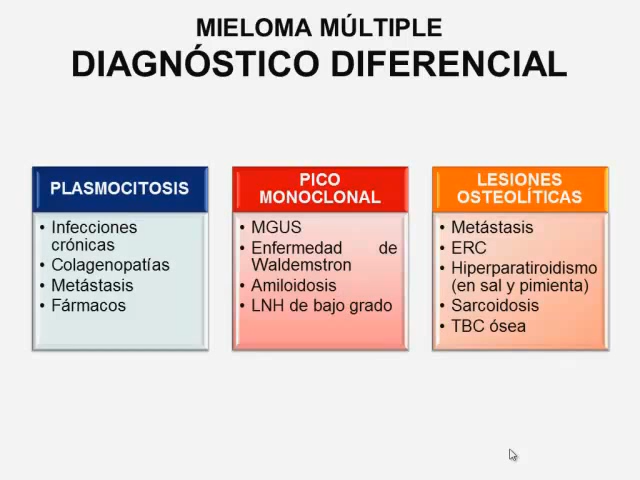 MIELOMA MÚLTIPLE
DIAGNÓSTICO DIFERENCIAL
PLASMOCITOSIS
• Infecciones
crónicas
• Colagenopatías
• Metástasis
• Fármacos
PICO
MONOCLONAL
• MGUS
• Enfermedad de
Waldemstron
• Amiloidosis
• LNH de bajo grado
LESIONES
OSTEOLÍTICAS
• Metástasis
• ERC
• Hiperparatiroidismo
(en sal y pimienta)
• Sarcoidosis
• TBC ósea